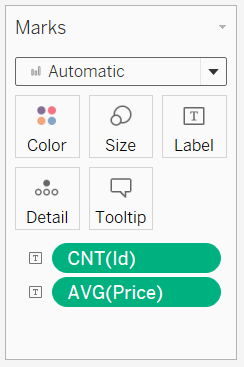 Marks
Automatic
Color Size Label
Detail Tooltip
T CNT(Id)
T AVG(Price)